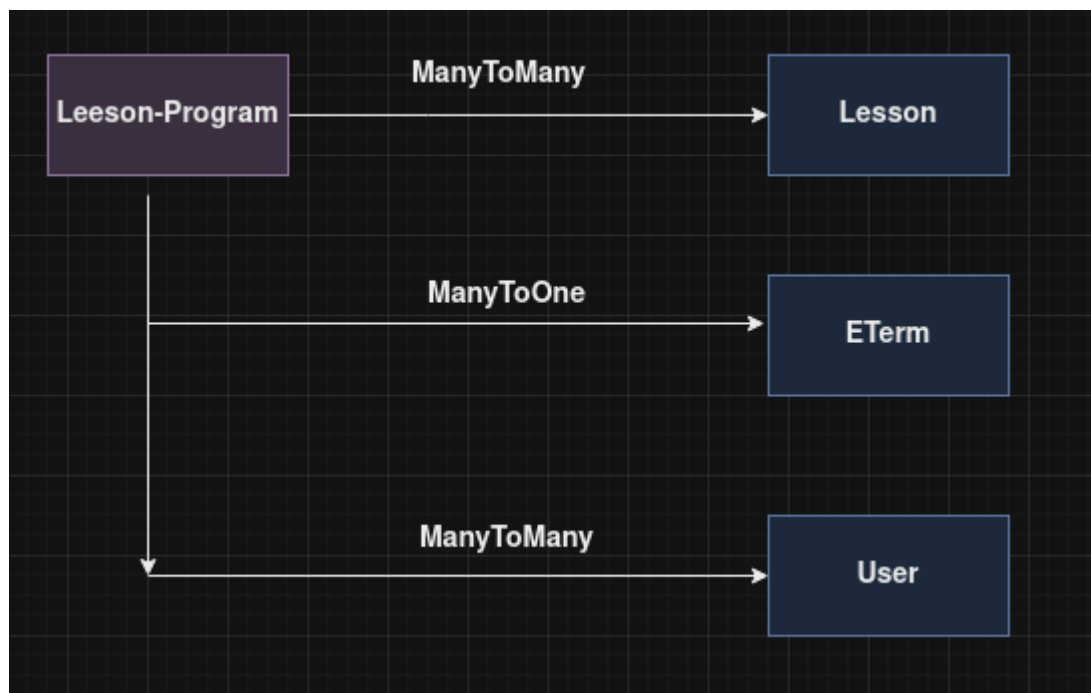 Leeson-Program
ManyToMany
Lesson
ManyToOne
ETerm
ManyToMany
User